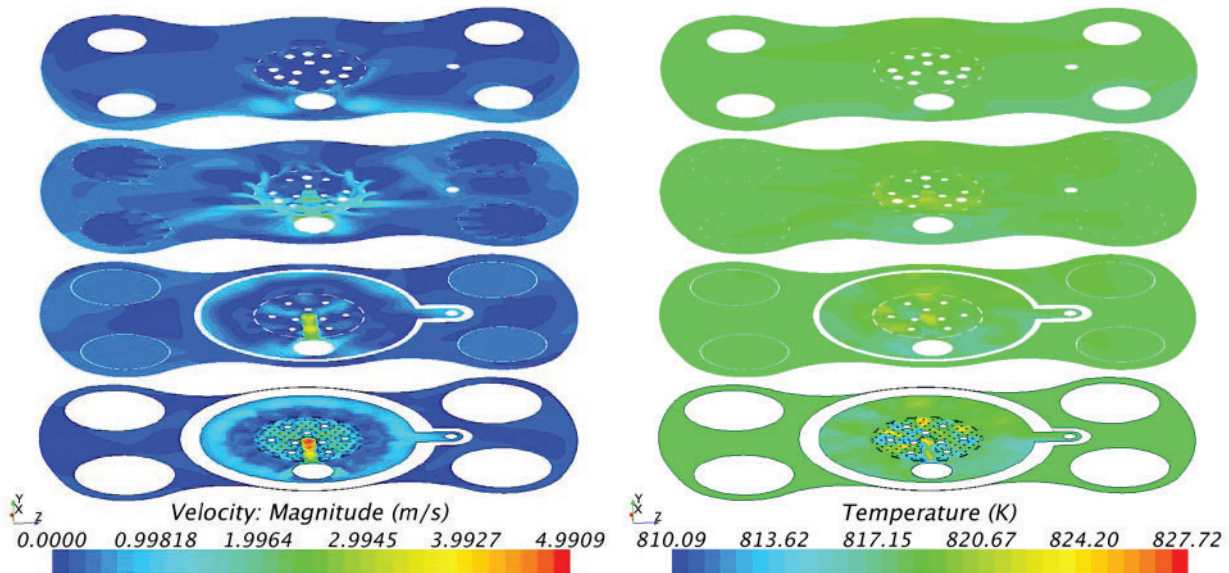 Y
X
Z
Velocity: Magnitude (m/s)
0.0000 0.99818 1.9964 2.9945 3.9927 4.9909
Y
X
Z
Temperature (K)
810.09 813.62 817.15 820.67 824.20 827.72